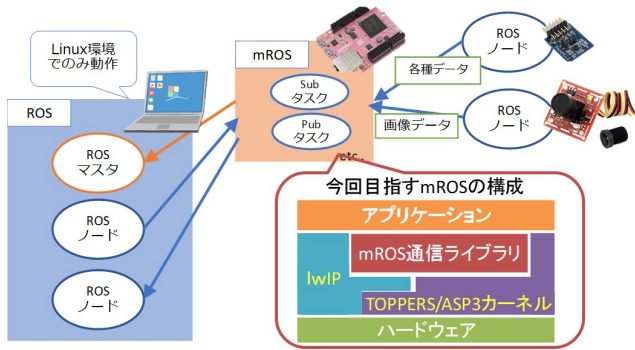 Linux環境
でのみ動作
ROS
ROS
マスタ
ROS
ノード
ROS
ノード
mROS
Sub
タスク
Pub
タスク
etc.
各種データ
画像データ
ROS
ノード
ROS
ノード
今回目指すmROSの構成
アプリケーション
lwIP
mROS通信ライブラリ
TOPPERS/ASP3カーネル
ハードウェア